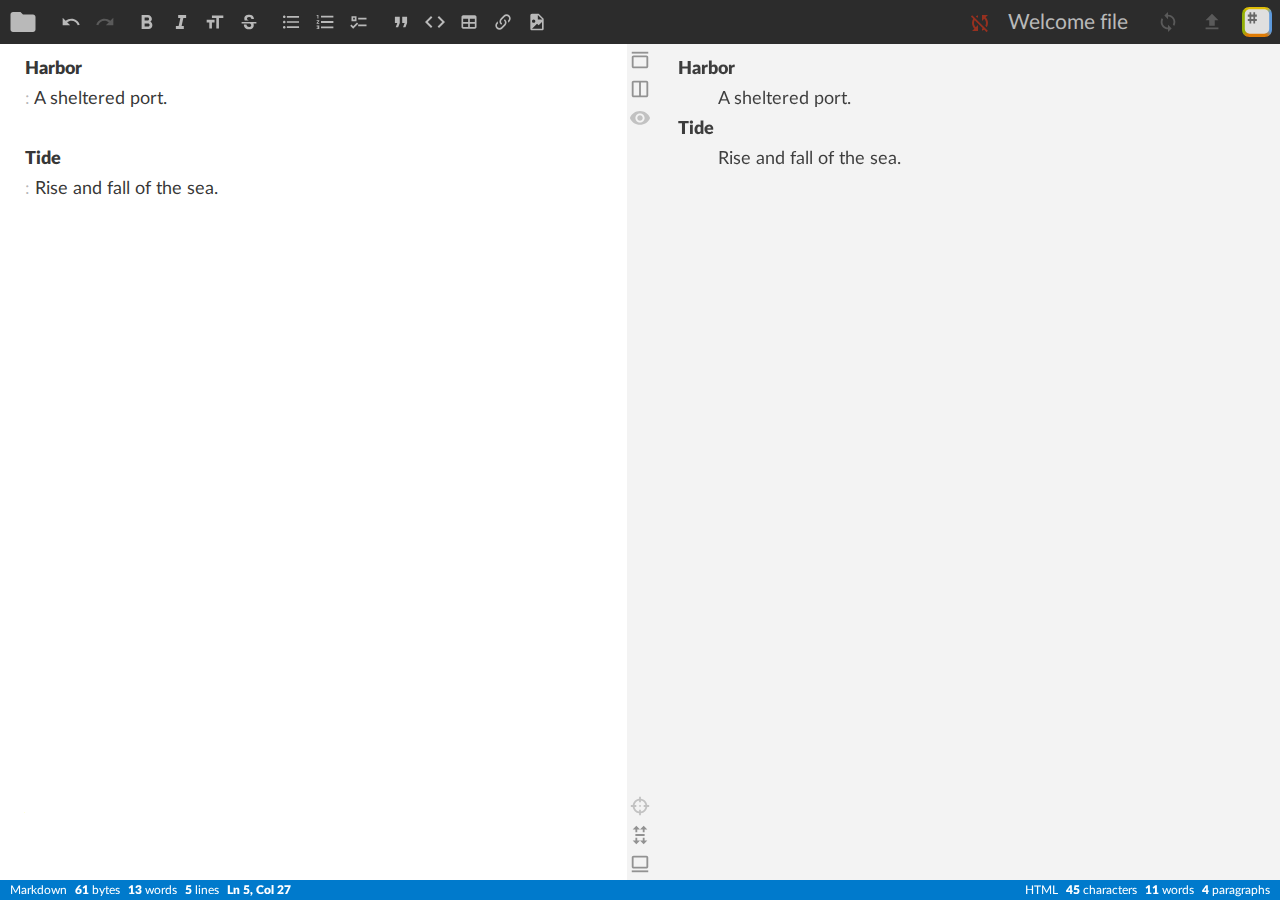 Welcome file
Harbor
: A sheltered port.
Tide
: Rise and fall of the sea.
Harbor
A sheltered port.
Tide
Rise and fall of the sea.
Markdown 61 bytes 13 words 5 lines Ln 5, Col 27
HTML 45 characters 11 words 4 paragraphs